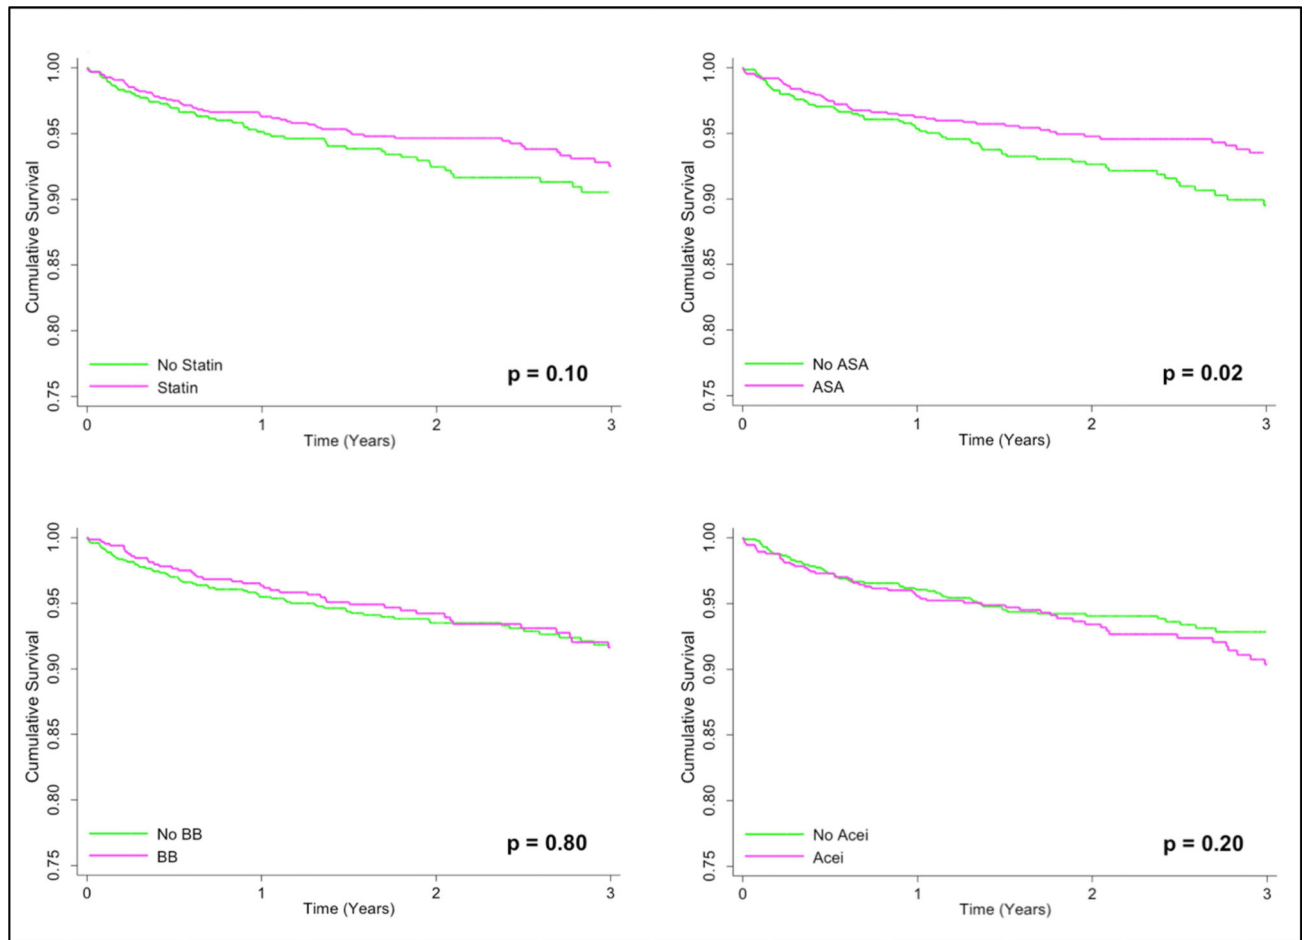 Cumulative Survival
1.00
0.95
0.90
0.85
0.80
0.75
No Statin
Statin
p = 0.10
0 1 2 3
Time (Years)
Cumulative Survival
1.00
0.95
0.90
0.85
0.80
0.75
No ASA
ASA
p = 0.02
0 1 2 3
Time (Years)
Cumulative Survival
1.00
0.95
0.90
0.85
0.80
0.75
No BB
BB
p = 0.80
0 1 2 3
Time (Years)
Cumulative Survival
1.00
0.95
0.90
0.85
0.80
0.75
No Acei
Acei
p = 0.20
0 1 2 3
Time (Years)